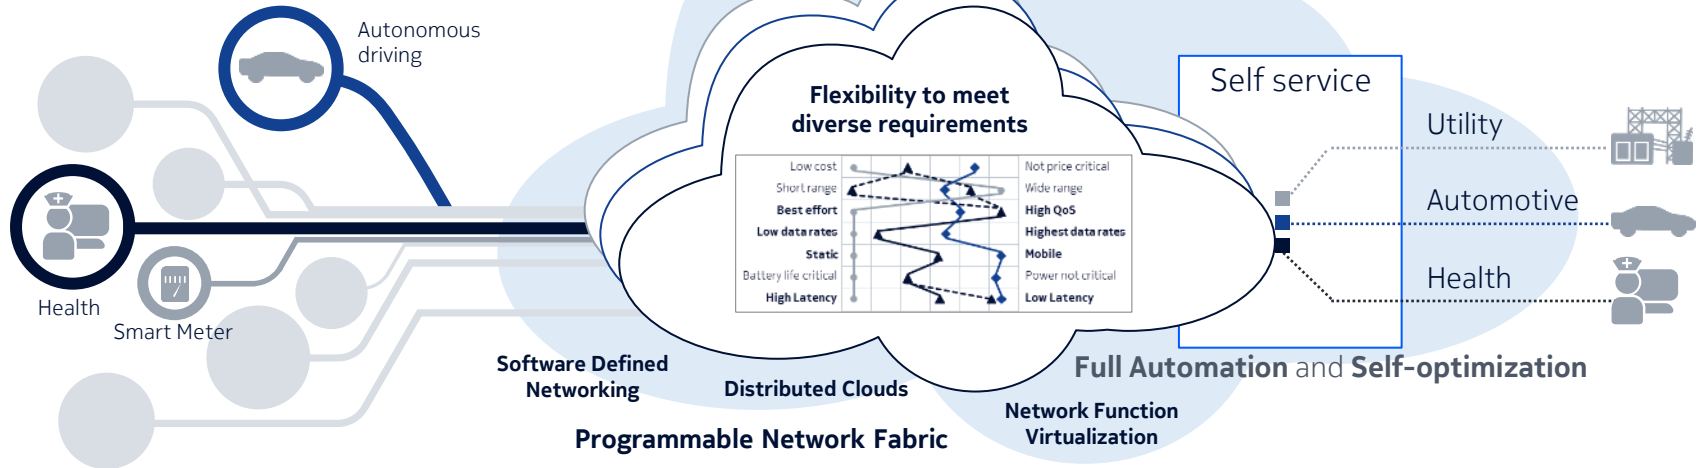 Autonomous
driving
Health
Smart Meter
Flexibility to meet
diverse requirements
Low cost
Not price critical
Short range
Wide range
Best effort
High QoS
Low data rates
Highest data rates
Static
Mobile
Battery life critical
Power not critical
High Latency
Low Latency
Self service
Utility
Automotive
Health
Software Defined
Networking
Distributed Clouds
Network Function
Virtualization
Programmable Network Fabric
Full Automation and Self-optimization